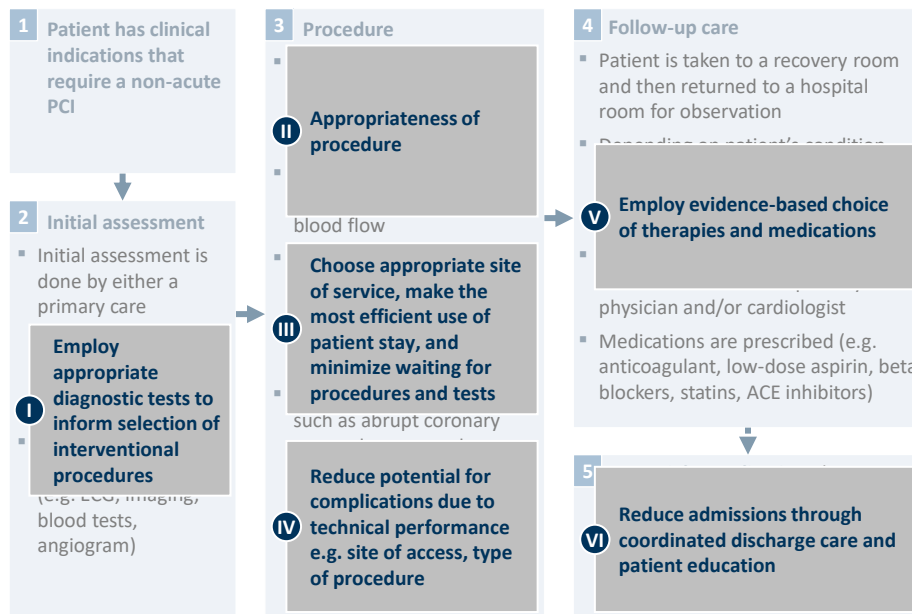 1
Patient has clinical
indications that
require a non-acute
PCI
2
Initial assessment
▪ Initial assessment is
done by either a
primary care
I
Employ
appropriate
diagnostic tests to
inform selection of
interventional
procedures
(e.g. ECG, imaging,
blood tests,
angiogram)
3
Procedure
II
Appropriateness of
procedure
blood flow
III
Choose appropriate site
of service, make the
most efficient use of
patient stay, and
minimize waiting for
procedures and tests
such as abrupt coronary
IV
Reduce potential for
complications due to
technical performance
e.g. site of access, type
of procedure
4
Follow-up care
▪ Patient is taken to a recovery room
and then returned to a hospital
room for observation
▪ Depending on patient's condition
V
Employ evidence-based choice
of therapies and medications
physician and/or cardiologist
▪ Medications are prescribed (e.g.
anticoagulant, low-dose aspirin, beta
blockers, statins, ACE inhibitors)
5
VI
Reduce admissions through
coordinated discharge care and
patient education